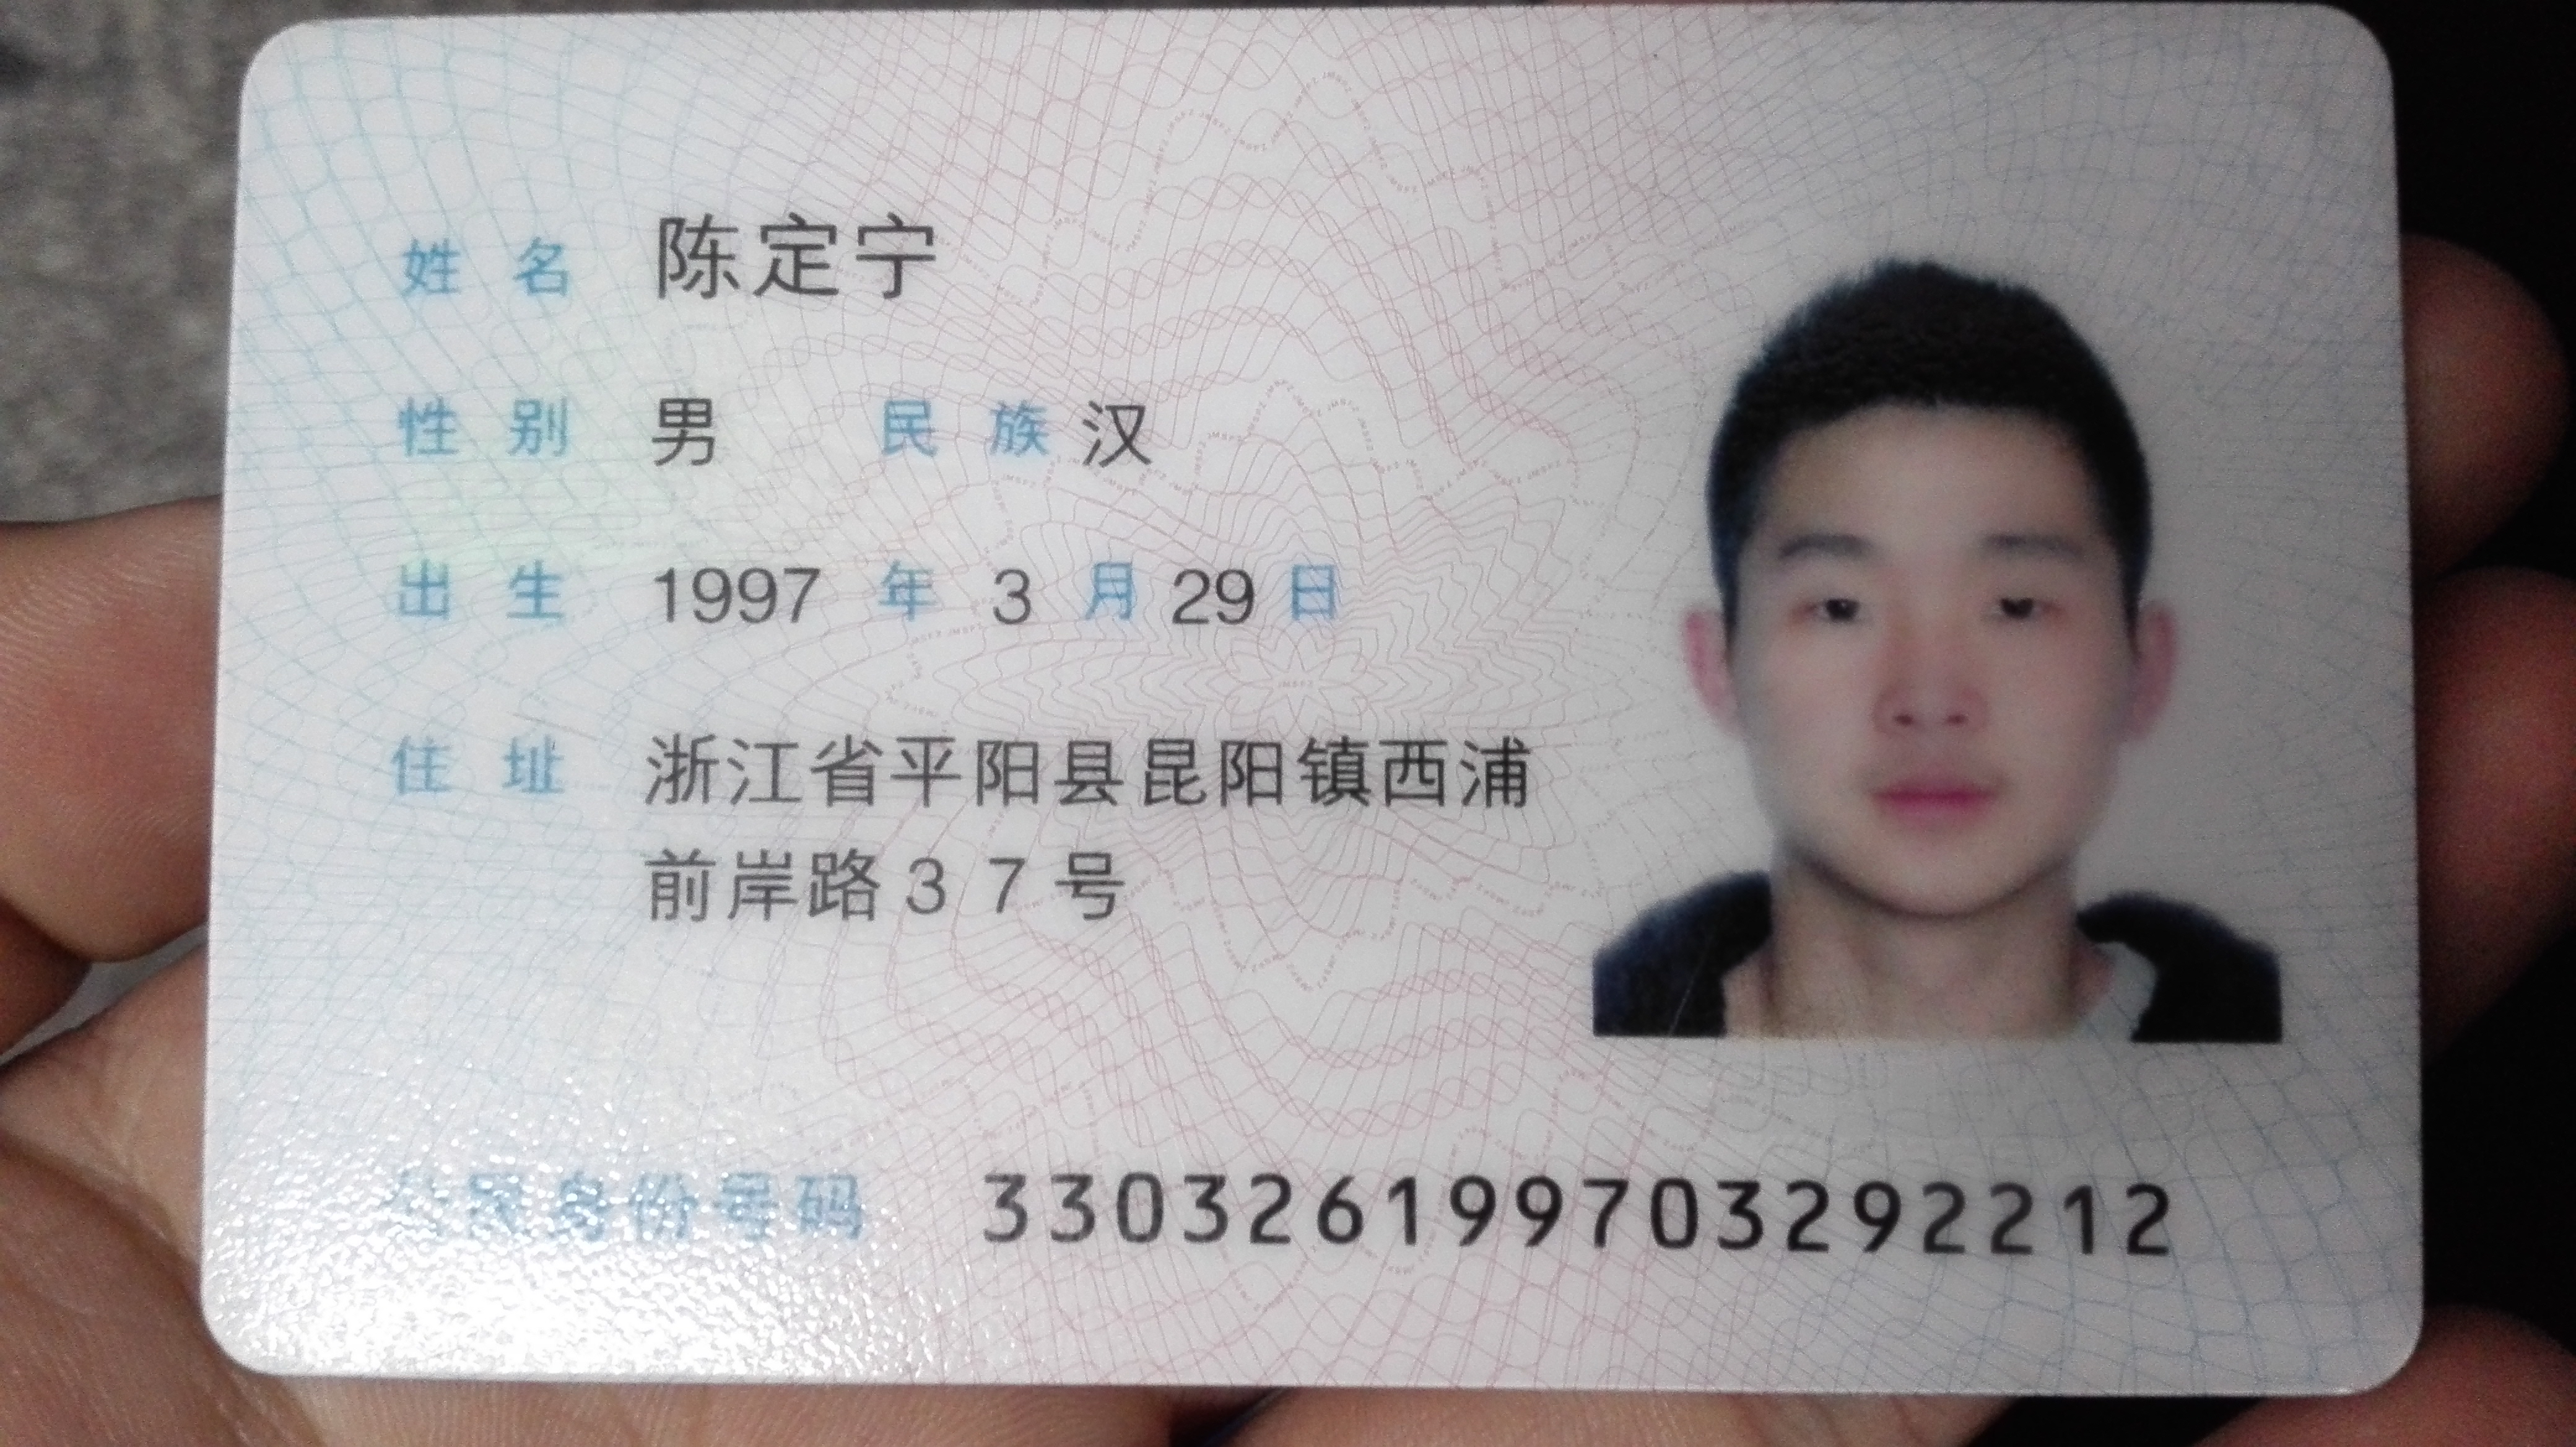 姓名 陈定宁
性别 男 民族 汉
出生 1997 年 3 月 29 日
住址 浙江省平阳县昆阳镇西浦
前岸路37号
公民身份号码 330326199703292212